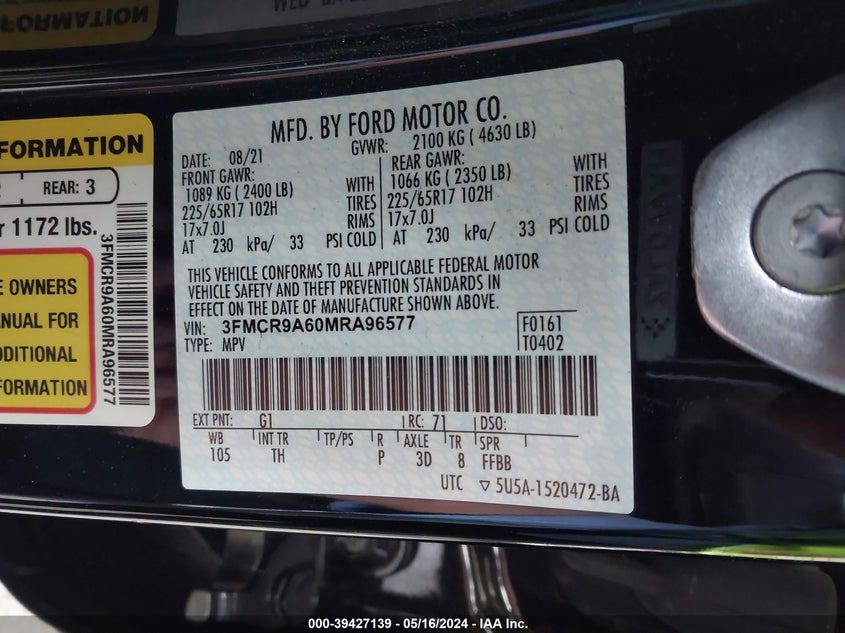 FORMATION
REAR: 3
1172 lbs.
E OWNERS
ANUAL FOR
DDITIONAL
FORMATION
3FMCR9A60MRA96577
MFD. BY FORD MOTOR CO.
DATE: 08/21 GVWR: 2100 KG ( 4630 LB)
FRONT GAWR: REAR GAWR:
1089 KG (2400 LB) WITH 1066 KG ( 2350 LB) WITH
225/65R17 102H TIRES 225/65R17 102H TIRES
17x7.0J RIMS 17x7.0J RIMS
AT 230 kPa/ 33 PSI COLD AT 230 kPa/ 33 PSI COLD
THIS VEHICLE CONFORMS TO ALL APPLICABLE FEDERAL MOTOR
VEHICLE SAFETY AND THEFT PREVENTION STANDARDS IN
EFFECT ON THE DATE OF MANUFACTURE SHOWN ABOVE.
VIN: 3FMCR9A60MRA96577 F0161
TYPE: MPV T0402
EXT PNT: G1 RC: 71 DSO:
WB INT TR TP/PS R AXLE TR SPR
105 TH P 3D 8 FFBB
UTC ▽ 5U5A-1520472-BA
000-39427139 - 05/16/2024 - IAA Inc.